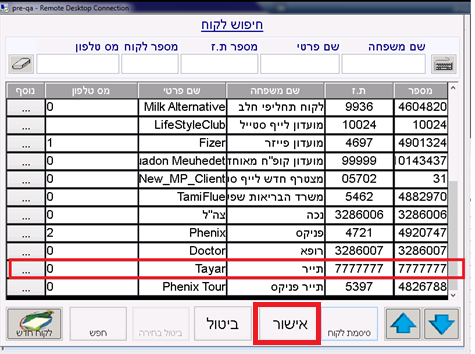 pre-qa – Remote Desktop Connection
חיפוש לקוח
שם משפחה שם פרטי מספר ת.ז מספר לקוח מס טלפון
מספר ת.ז שם משפחה שם פרטי מס טלפון נוסף
4604820 9936 לקוח תחליפי חלב Milk Alternative 0 ...
10024 10024 מועדון לייף סטייל LifeStyleClub ...
4901324 4697 מועדון פייזר Fizer 1 ...
0143437 99999 מועדון קופ"ח מאוחד uadon Meuhedet 0 ...
31 05702 מצטרף חדש לייף ס New_MP_Client 0 ...
4882970 5462 משרד הבריאות שפ TamiFlue 0 ...
3286006 3286006 נכה צה"ל 0 ...
4920747 4721 פניקס Phenix 2 ...
3286007 3286007 רופא Doctor 0 ...
7777777 7777777 תייר Tayar 0 ...
4826788 5397 תייר פניקס Phenix Tour 0 ...
סיסמת לקוח אישור ביטול ביטול בחירה חפש לקוח חדש